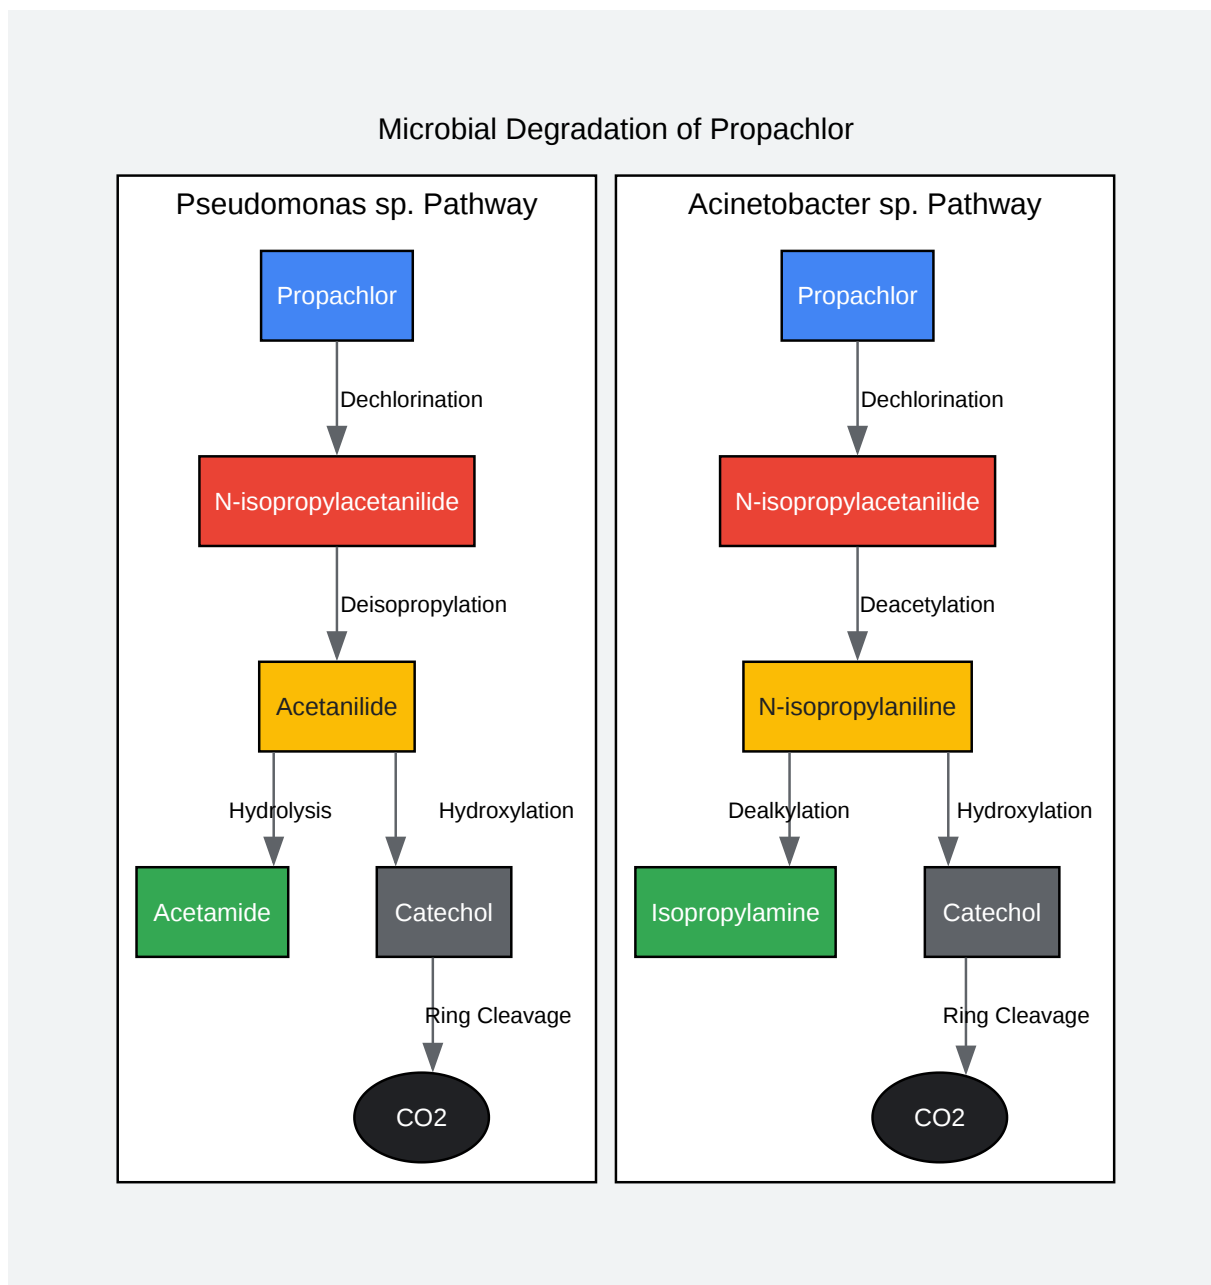 Microbial Degradation of Propachlor
Pseudomonas sp. Pathway
Propachlor
Dechlorination
N-isopropylacetanilide
Deisopropylation
Acetanilide
Hydrolysis
Hydroxylation
Acetamide
Catechol
Ring Cleavage
CO2
Acinetobacter sp. Pathway
Propachlor
Dechlorination
N-isopropylacetanilide
Deacetylation
N-isopropylaniline
Dealkylation
Hydroxylation
Isopropylamine
Catechol
Ring Cleavage
CO2